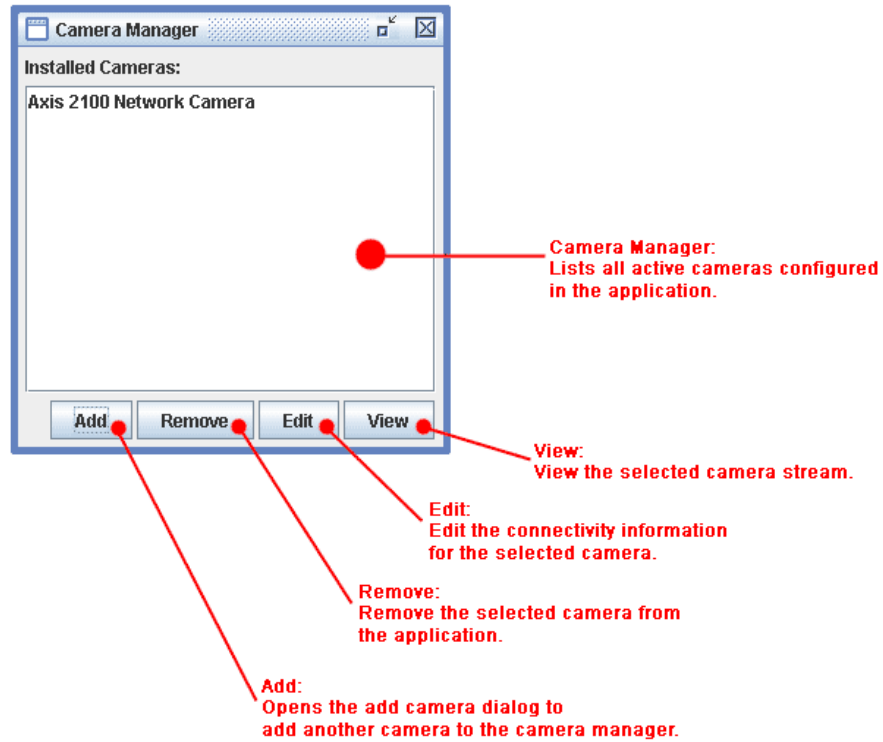 Camera Manager
Installed Cameras:
Axis 2100 Network Camera
Camera Manager:
Lists all active cameras configured
in the application.
Add
Remove
Edit
View
View:
View the selected camera stream.
Edit:
Edit the connectivity information
for the selected camera.
Remove:
Remove the selected camera from
the application.
Add:
Opens the add camera dialog to
add another camera to the camera manager.